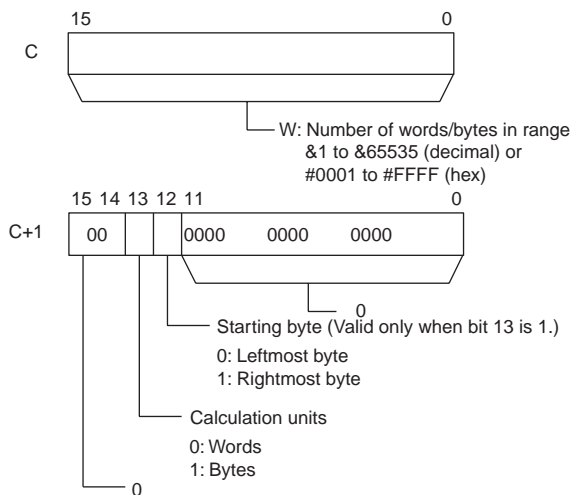 15 0
C
W: Number of words/bytes in range
&1 to &65535 (decimal) or
#0001 to #FFFF (hex)
15 14 13 12 11 0
C+1
00 0000 0000 0000
0
Starting byte (Valid only when bit 13 is 1.)
0: Leftmost byte
1: Rightmost byte
Calculation units
0: Words
1: Bytes
0